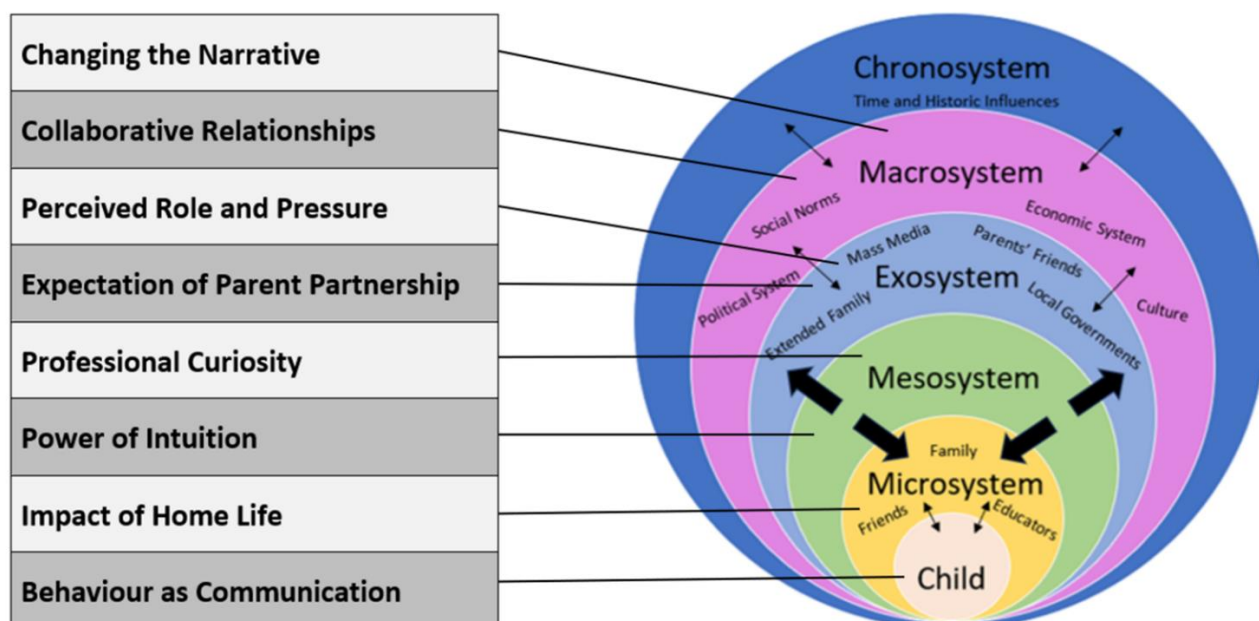 Changing the Narrative
Collaborative Relationships
Perceived Role and Pressure
Expectation of Parent Partnership
Professional Curiosity
Power of Intuition
Impact of Home Life
Behaviour as Communication
Chronosystem
Time and Historic Influences
Macrosystem
Social Norms
Economic System
Political System
Culture
Mass Media
Parents' Friends
Exosystem
Extended Family
Local Governments
Mesosystem
Family
Microsystem
Friends
Educators
Child